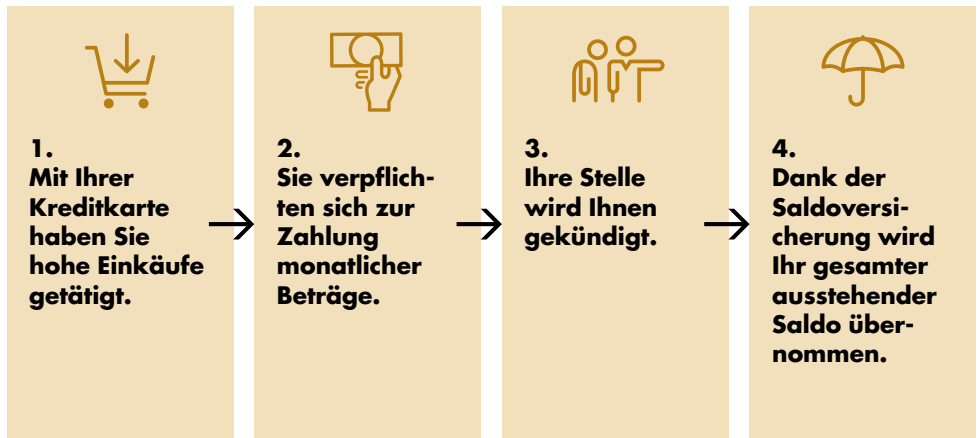 1.
Mit Ihrer
Kreditkarte
haben Sie
hohe Einkäufe
getätigt.
2.
Sie verpflich-
ten sich zur
Zahlung
monatlicher
Beträge.
3.
Ihre Stelle
wird Ihnen
gekündigt.
4.
Dank der
Saldoversi-
cherung wird
Ihr gesamter
ausstehender
Saldo über-
nommen.